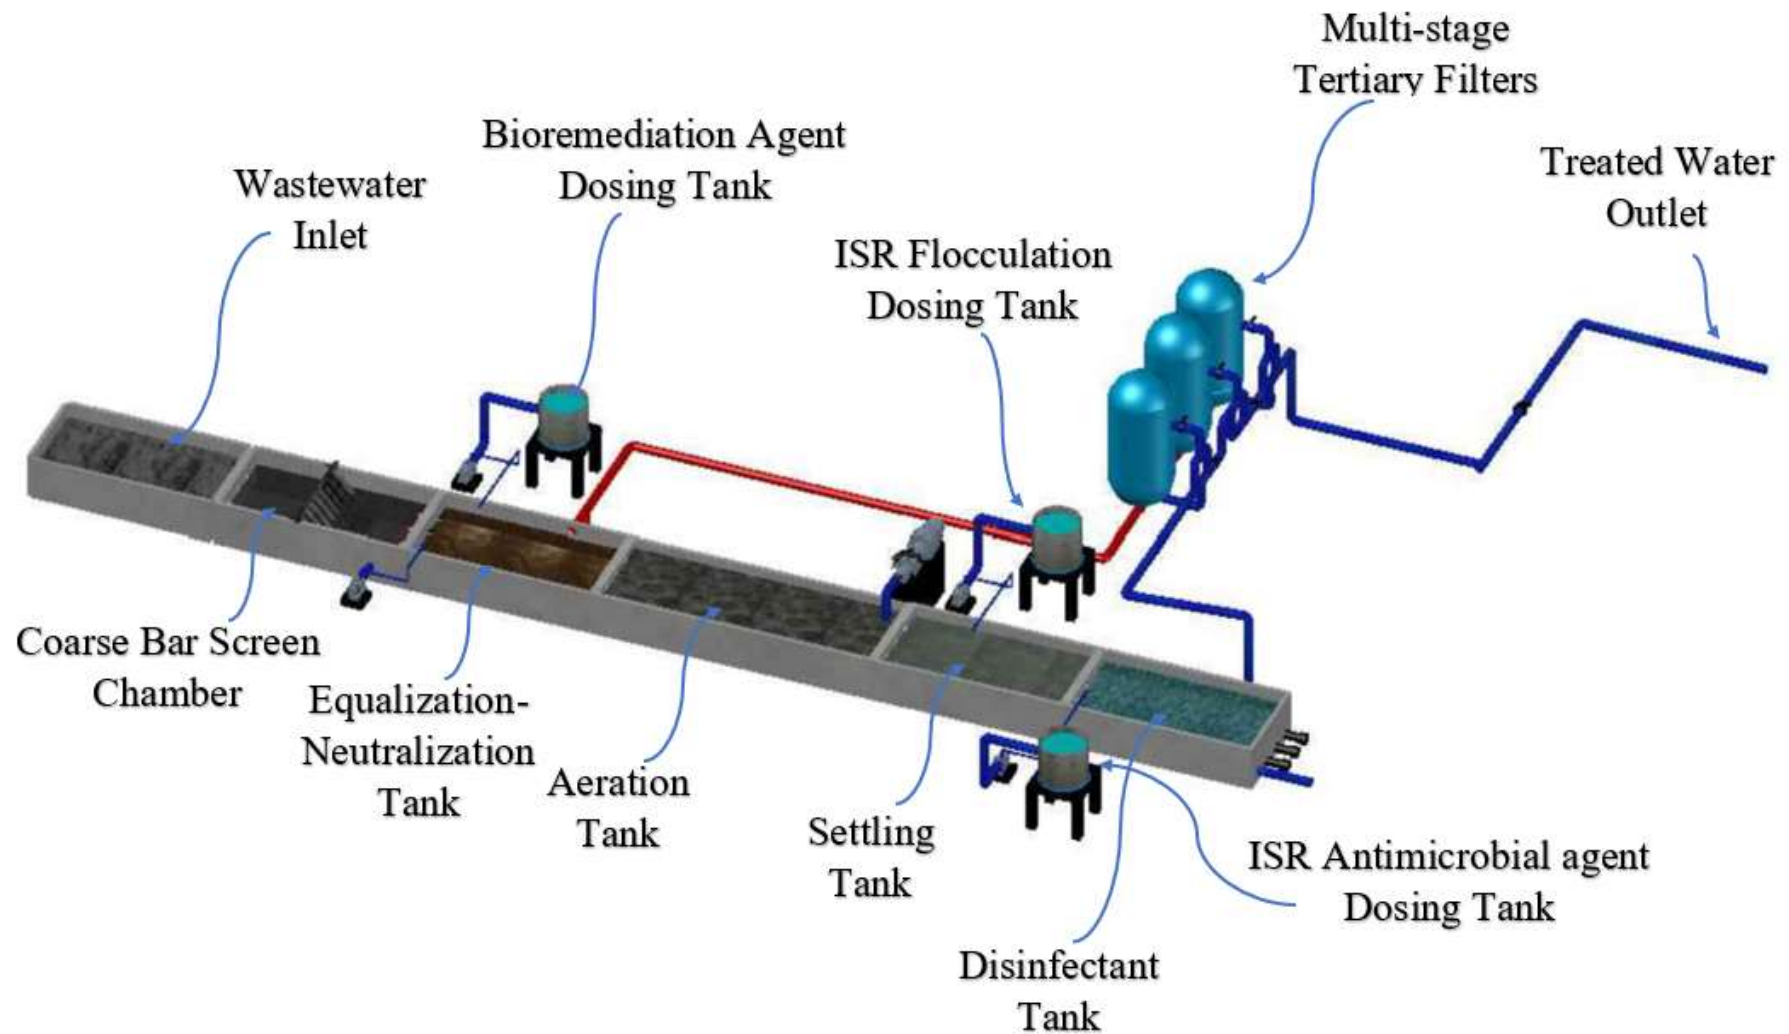 Multi-stage
Tertiary Filters
Bioremediation Agent
Dosing Tank
Treated Water
Outlet
Wastewater
Inlet
ISR Flocculation
Dosing Tank
Coarse Bar Screen
Chamber
Equalization-
Neutralization
Tank
Aeration
Tank
Settling
Tank
ISR Antimicrobial agent
Dosing Tank
Disinfectant
Tank